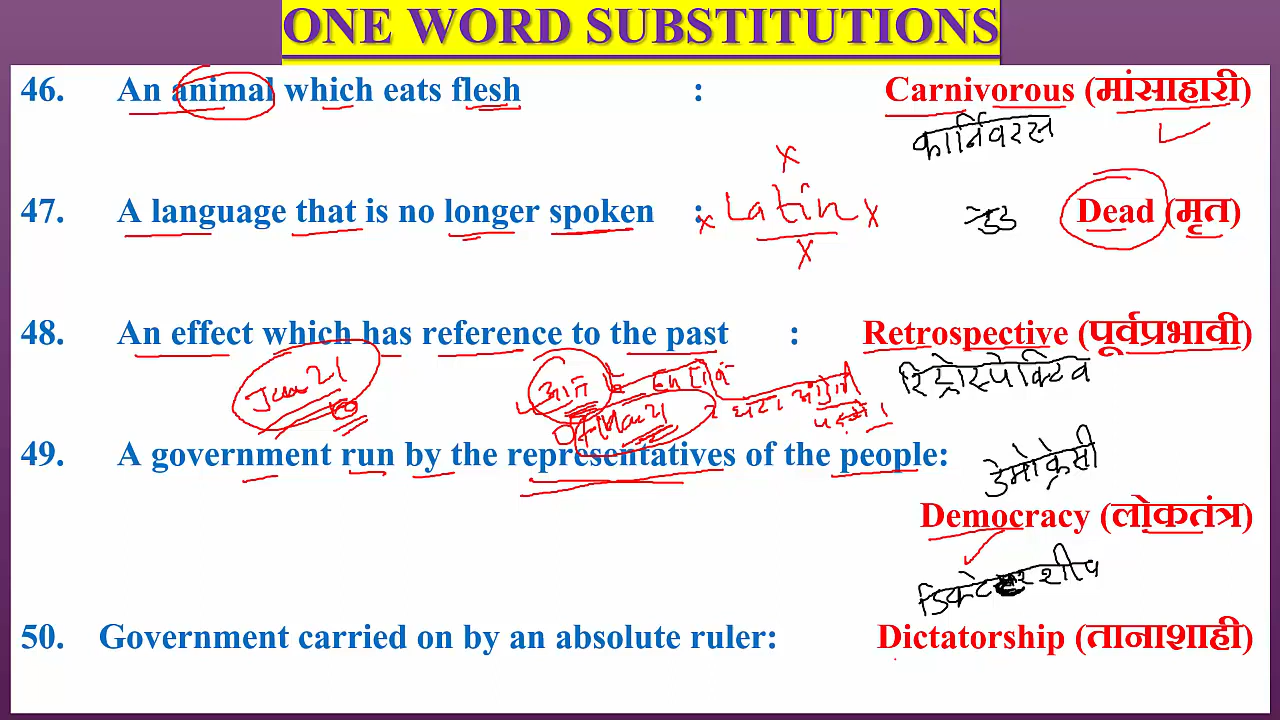 ONE WORD SUBSTITUTIONS
46. An animal which eats flesh : Carnivorous (मांसाहारी)
कार्निवरस
47. A language that is no longer spoken : Dead (मृत)
x Latin x
48. An effect which has reference to the past : Retrospective (पूर्वप्रभावी)
रिट्रोस्पेक्टिव
June 21
49. A government run by the representatives of the people:
डेमोक्रेसी
Democracy (लोकतंत्र)
50. Government carried on by an absolute ruler: Dictatorship (तानाशाही)